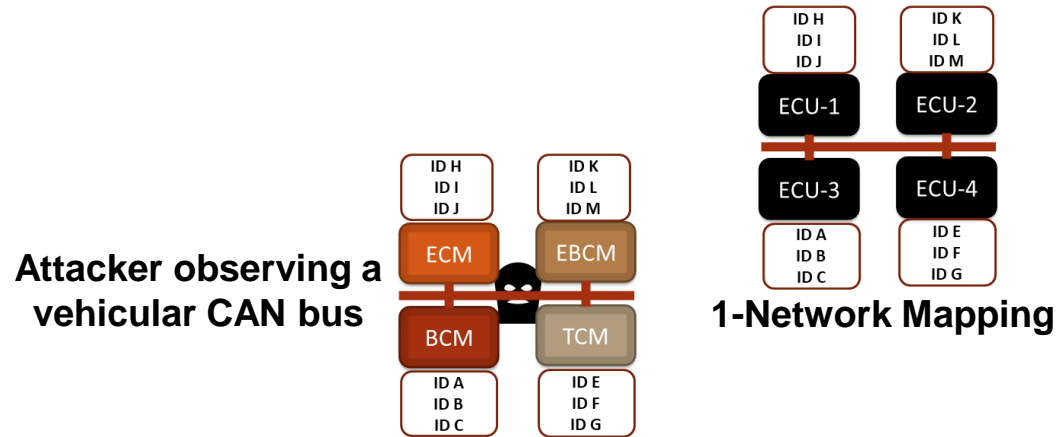 ID H
ID I
ID J
ID K
ID L
ID M
ECU-1
ECU-2
ECU-3
ECU-4
ID A
ID B
ID C
ID E
ID F
ID G
1-Network Mapping
Attacker observing a
vehicular CAN bus
ID H
ID I
ID J
ID K
ID L
ID M
ECM
EBCM
BCM
TCM
ID A
ID B
ID C
ID E
ID F
ID G